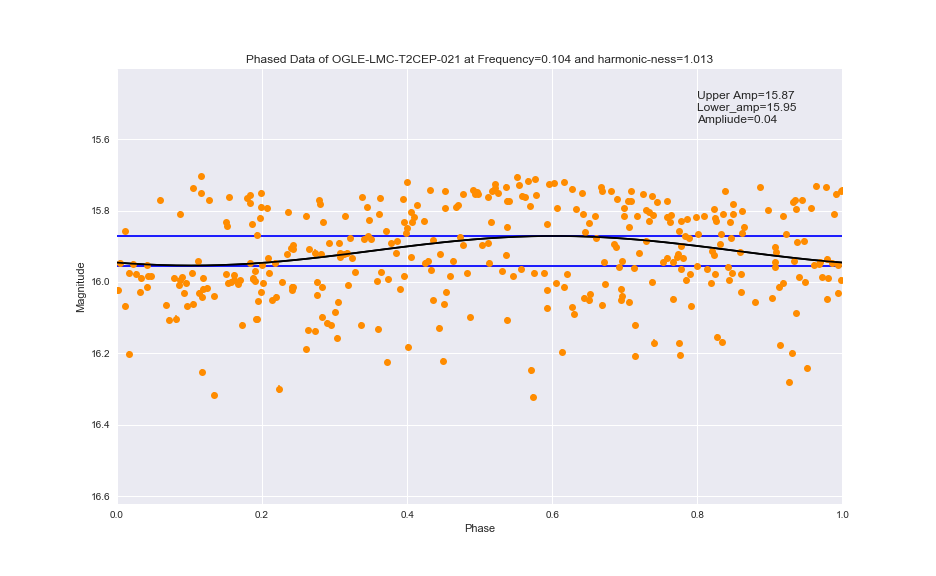 Phased Data of OGLE-LMC-T2CEP-021 at Frequency=0.104 and harmonic-ness=1.013
Upper Amp=15.87
Lower_amp=15.95
Ampliude=0.04
15.6
15.8
16.0
16.2
16.4
16.6
Magnitude
0.0 0.2 0.4 0.6 0.8 1.0
Phase